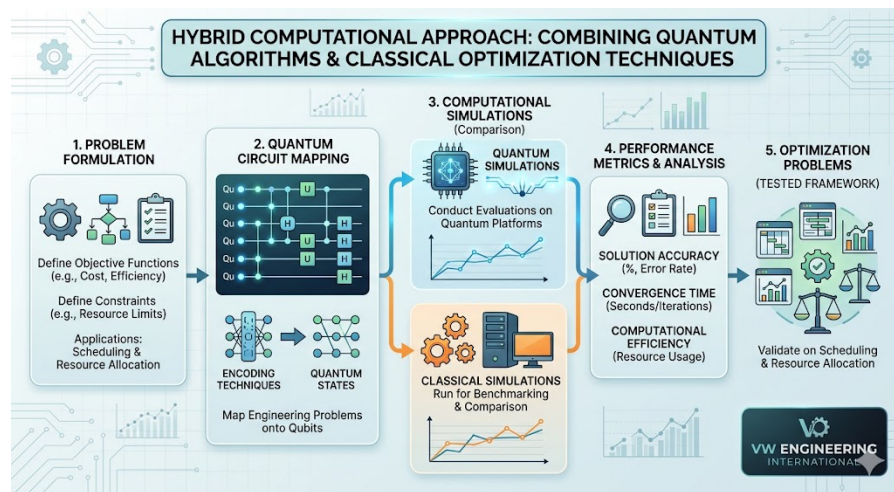 HYBRID COMPUTATIONAL APPROACH: COMBINING QUANTUM
ALGORITHMS & CLASSICAL OPTIMIZATION TECHNIQUES
1. PROBLEM
FORMULATION
Define Objective Functions
(e.g., Cost, Efficiency)
Define Constraints
(e.g., Resource Limits)
Applications:
Scheduling &
Resource Allocation
2. QUANTUM
CIRCUIT MAPPING
Qu
Qu
Qu
Qu
Qu
Qu
U
H
U
U
H
H
H
H
ENCODING
TECHNIQUES
QUANTUM
STATES
Map Engineering Problems
onto Qubits
3. COMPUTATIONAL
SIMULATIONS
(Comparison)
QUANTUM
SIMULATIONS
Conduct Evaluations on
Quantum Platforms
CLASSICAL SIMULATIONS
Run for Benchmarking
& Comparison
4. PERFORMANCE
METRICS & ANALYSIS
SOLUTION ACCURACY
(%, Error Rate)
CONVERGENCE TIME
(Seconds/Iterations)
COMPUTATIONAL
EFFICIENCY
(Resource Usage)
5. OPTIMIZATION
PROBLEMS
(TESTED FRAMEWORK)
Validate on Scheduling
& Resource Allocation
VW ENGINEERING
INTERNATIONAL